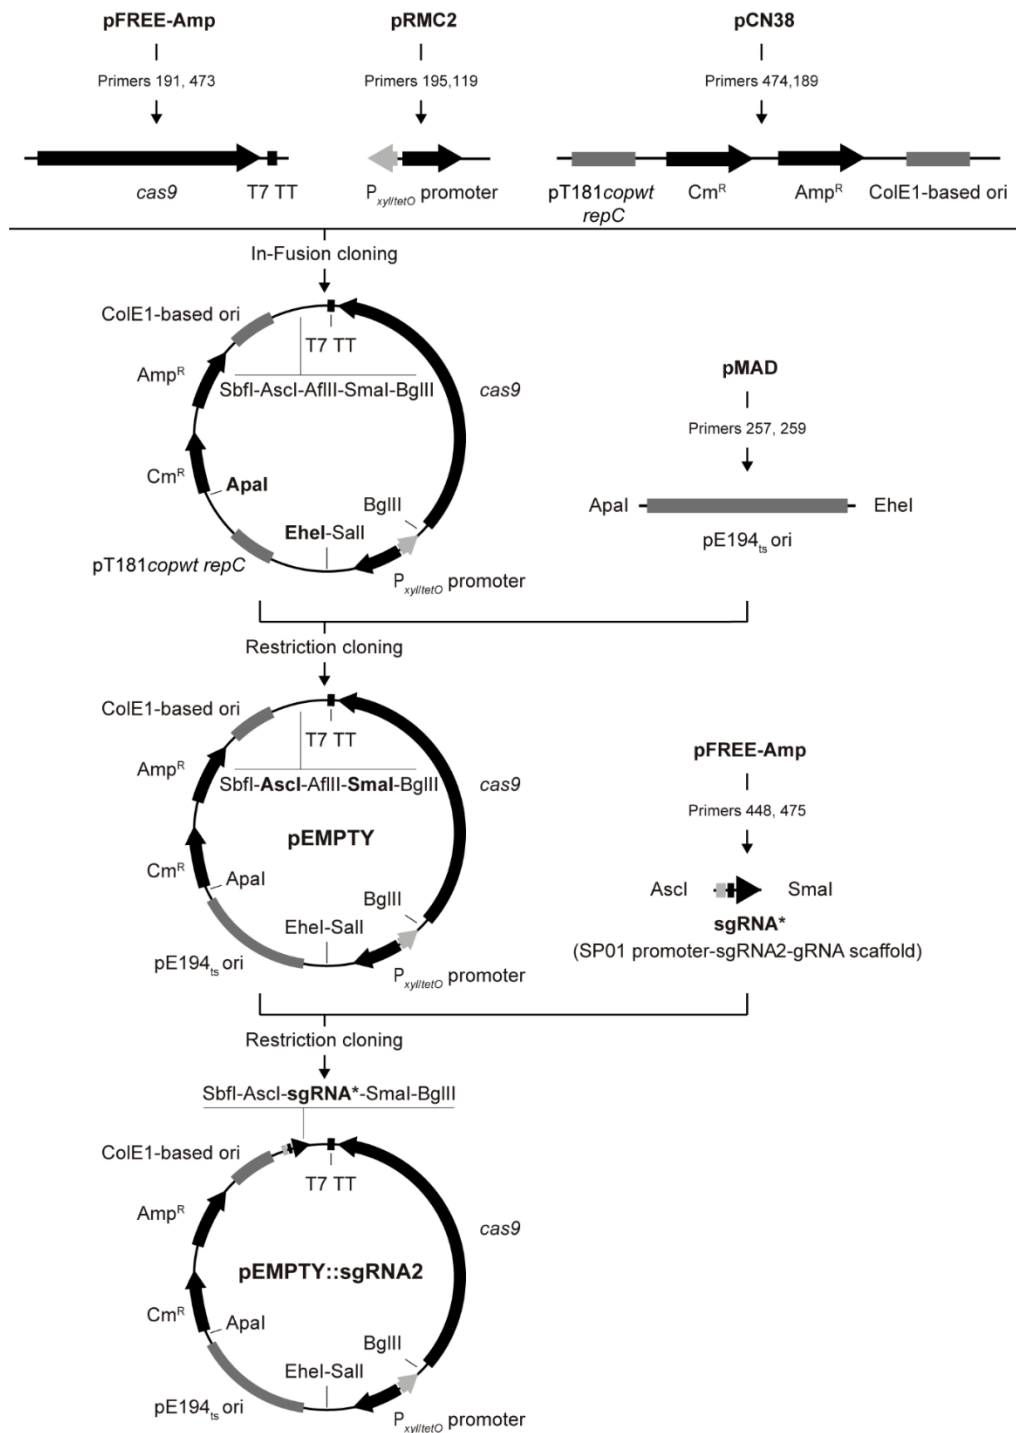 pFREE-Amp
pRMC2
pCN38
Primers 191, 473
Primers 195,119
Primers 474,189
cas9
T7 TT
Pxyl/tetO promoter
pT181copwt
repC
CmR
AmpR
ColE1-based ori
In-Fusion cloning
ColE1-based ori
T7 TT
AmpR
SbfI-AscI-AflII-SmaI-BglII
cas9
CmR
ApaI
BglII
EheI-SalI
pT181copwt repC
Pxyl/tetO promoter
pMAD
Primers 257, 259
ApaI
EheI
pE194ts ori
Restriction cloning
ColE1-based ori
T7 TT
AmpR
SbfI-AscI-AflII-SmaI-BglII
cas9
pEMPTY
CmR
ApaI
BglII
EheI-SalI
pE194ts ori
Pxyl/tetO promoter
pFREE-Amp
Primers 448, 475
AscI
SmaI
sgRNA*
(SP01 promoter-sgRNA2-gRNA scaffold)
Restriction cloning
SbfI-AscI-sgRNA*-SmaI-BglII
ColE1-based ori
T7 TT
AmpR
cas9
pEMPTY::sgRNA2
CmR
ApaI
BglII
EheI-SalI
pE194ts ori
Pxyl/tetO promoter